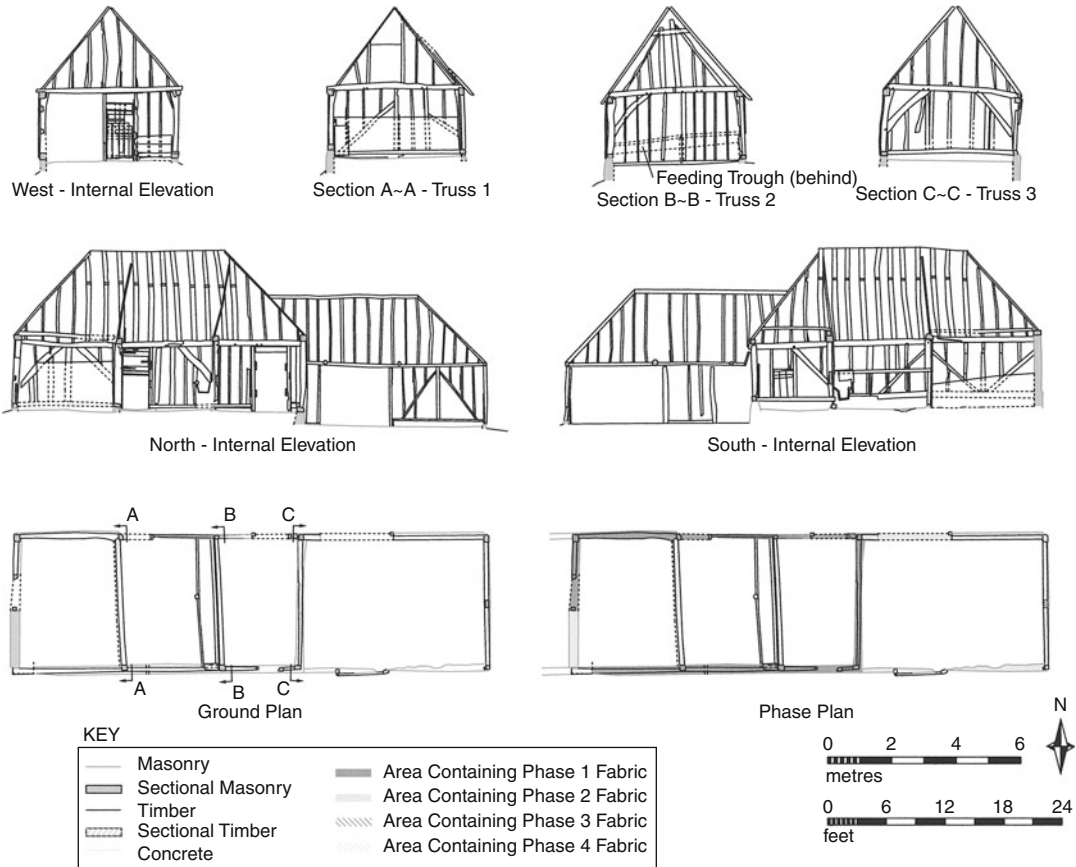 West - Internal Elevation
Section A~A - Truss 1
Feeding Trough (behind)
Section B~B - Truss 2
Section C~C - Truss 3
North - Internal Elevation
South - Internal Elevation
A
B
C
A
B
C
Ground Plan
Phase Plan
N
KEY
Masonry
Sectional Masonry
Timber
Sectional Timber
Concrete
Area Containing Phase 1 Fabric
Area Containing Phase 2 Fabric
Area Containing Phase 3 Fabric
Area Containing Phase 4 Fabric
0 2 4 6
metres
0 6 12 18 24
feet